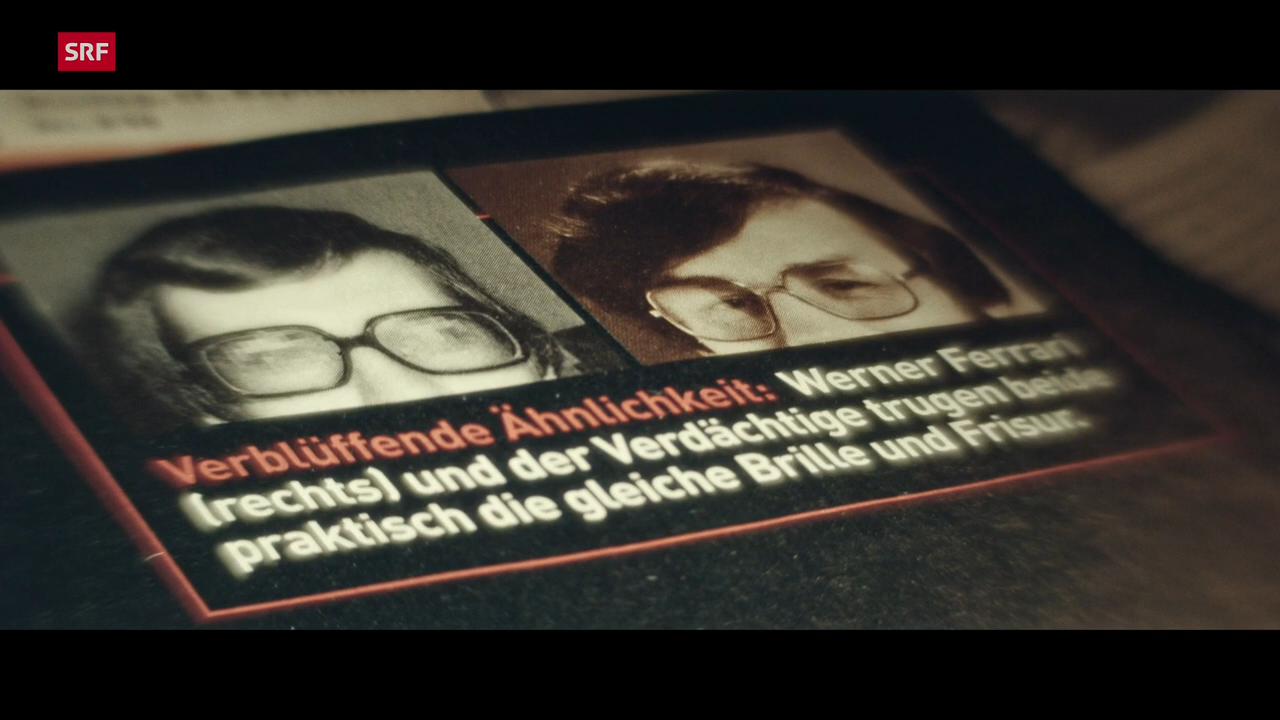 SRF
Verblüffende Ähnlichkeit: Werner Ferrari
(rechts) und der Verdächtige trugen beide
praktisch die gleiche Brille und Frisur.